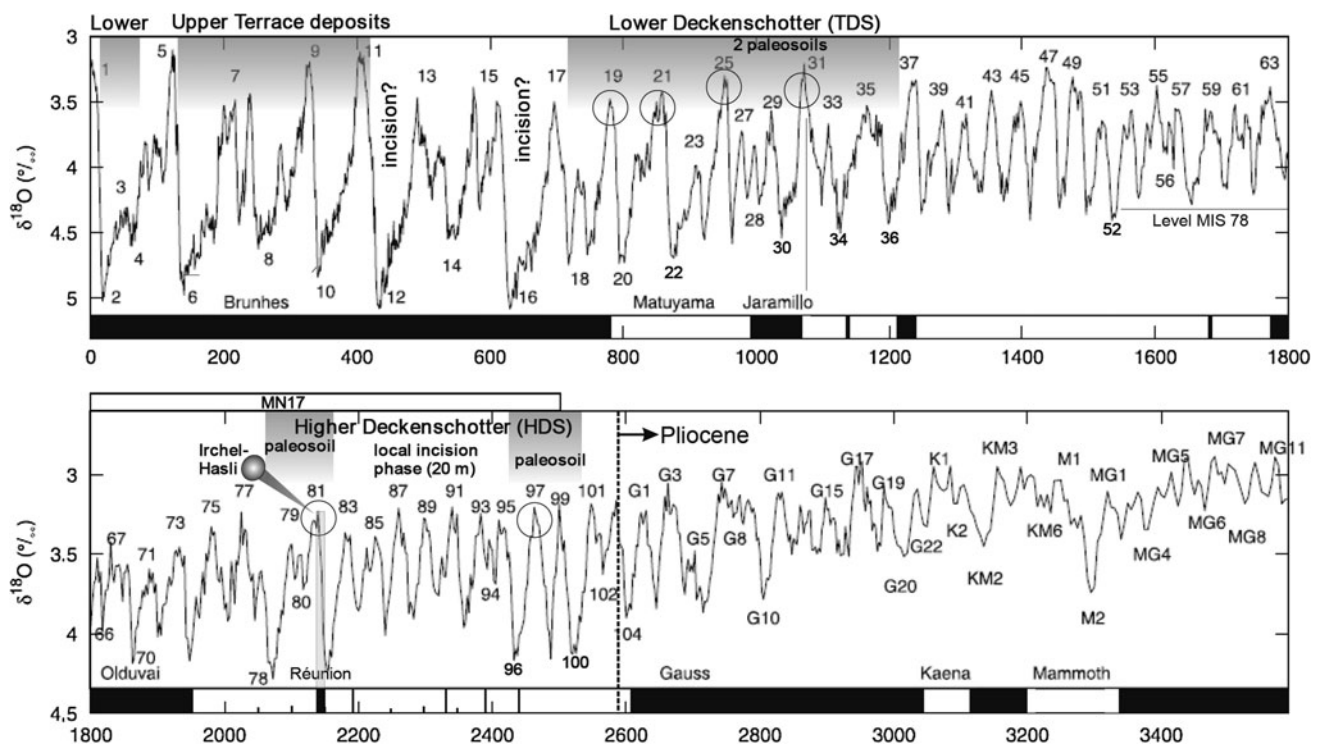 Lower Upper Terrace deposits Lower Deckenschotter (TDS)
2 paleosoils
3
3.5
4
4.5
5
δ18O (°/₀₀)
1 3 5 7 9 11 13 15 17 19 21 23 25 27 29 31 33 35 37 39 41 43 45 47 49 51 53 55 57 59 61 63
incision? incision?
2 4 6 8 10 12 14 16 18 20 22 28 30 34 36 52 56
Level MIS 78
Brunhes Matuyama Jaramillo
0 200 400 600 800 1000 1200 1400 1600 1800
MN17
Higher Deckenschotter (HDS)
paleosoil local incision phase (20 m) paleosoil
Pliocene
Irchel-
Hasli
3
3.5
4
4.5
δ18O (°/₀₀)
67 71 73 75 77 79 81 83 85 87 89 91 93 95 97 99 101 G1 G3 G5 G7 G8 G11 G15 G17 G19 K1 KM3 M1 MG1 MG5 MG7 MG11
66 70 78 80 94 96 100 102 104 G10 G20 G22 K2 KM2 KM6 M2 MG4 MG6 MG8
Olduvai Réunion Gauss Kaena Mammoth
1800 2000 2200 2400 2600 2800 3000 3200 3400